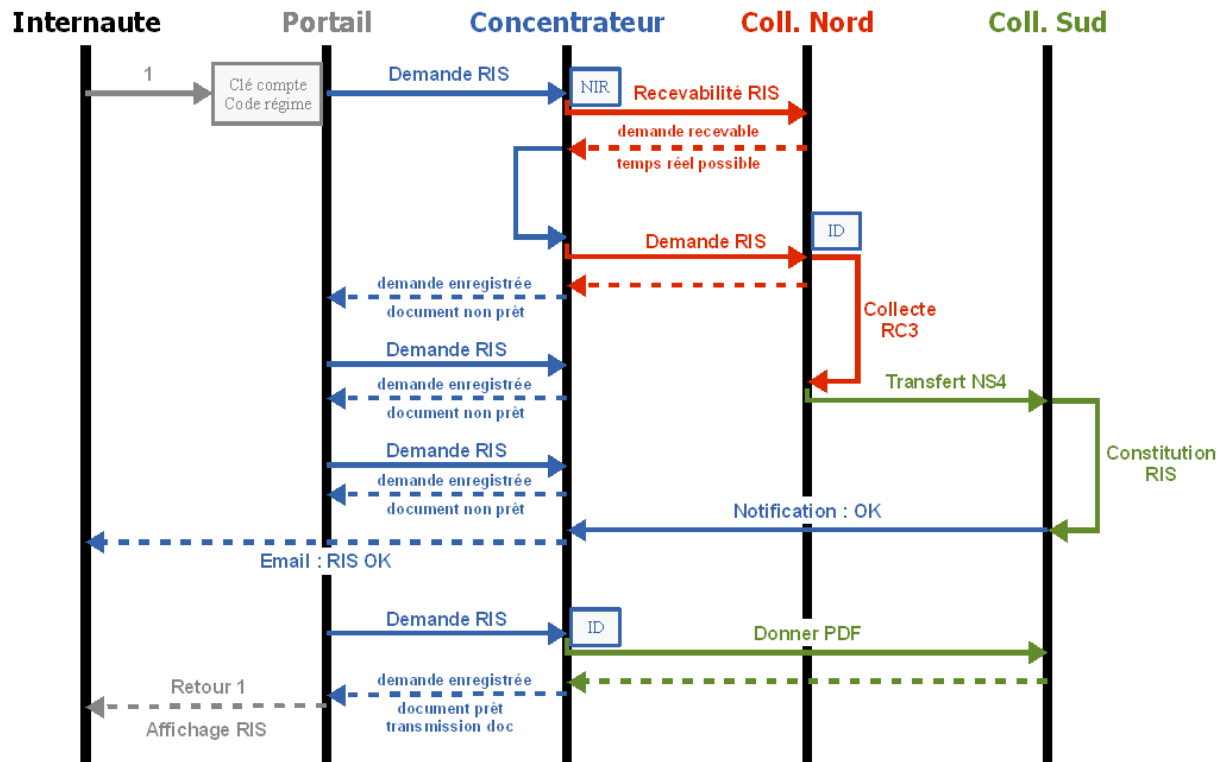 Internaute
Portail
Concentrateur
Coll. Nord
Coll. Sud
1
Clé compte
Code régime
Demande RIS
NIR
Recevabilité RIS
demande recevable
temps réel possible
Demande RIS
ID
demande enregistrée
document non prêt
Collecte
RC3
Demande RIS
Transfert NS4
demande enregistrée
document non prêt
Demande RIS
Constitution
RIS
demande enregistrée
document non prêt
Notification : OK
Email : RIS OK
Demande RIS
ID
Donner PDF
Retour 1
demande enregistrée
document prêt
transmission doc
Affichage RIS